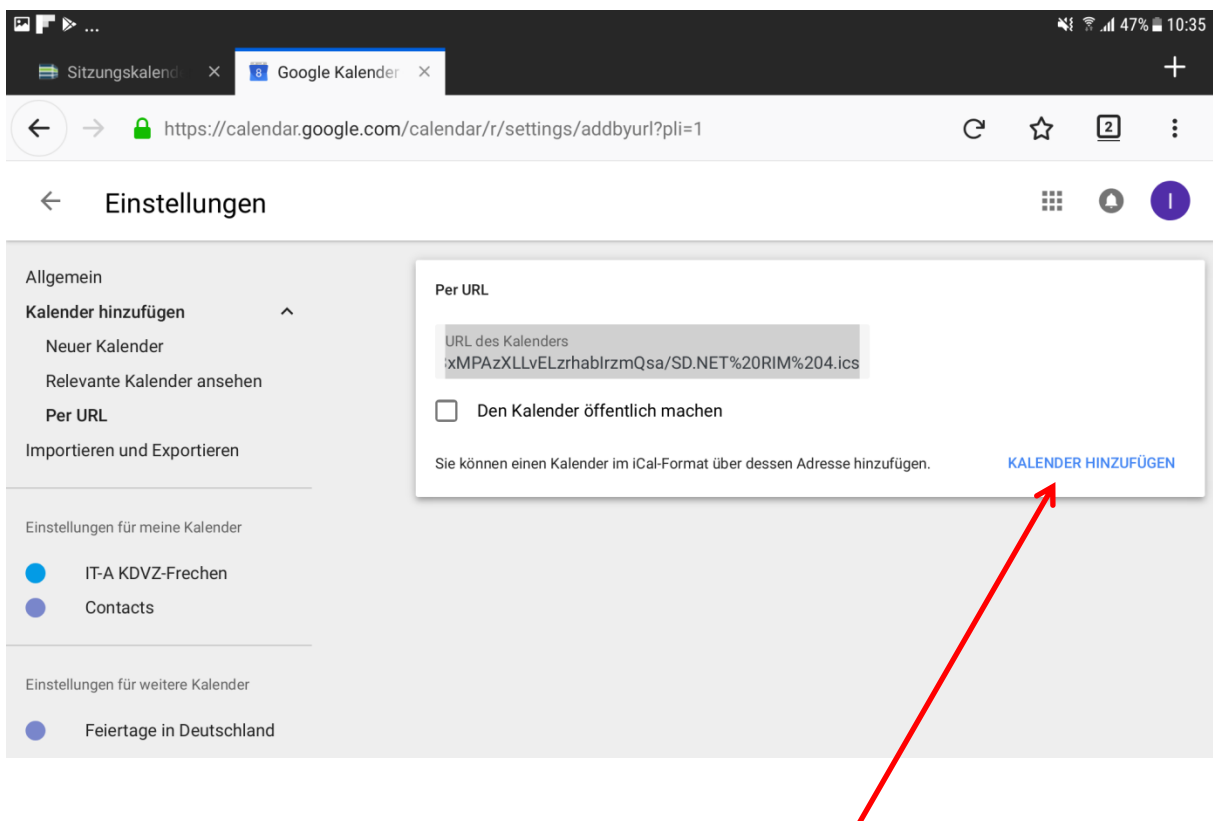 ... 47% 10:35
Sitzungskalend Google Kalender
https://calendar.google.com/calendar/r/settings/addbyurl?pli=1 2
Einstellungen I
Allgemein
Kalender hinzufügen
Neuer Kalender
Relevante Kalender ansehen
Per URL
Importieren und Exportieren
Einstellungen für meine Kalender
IT-A KDVZ-Frechen
Contacts
Einstellungen für weitere Kalender
Feiertage in Deutschland
Per URL
URL des Kalenders
xMPAzXLLvELzrhablrzmQsa/SD.NET%20RIM%204.ics
Den Kalender öffentlich machen
Sie können einen Kalender im iCal-Format über dessen Adresse hinzufügen. KALENDER HINZUFÜGEN